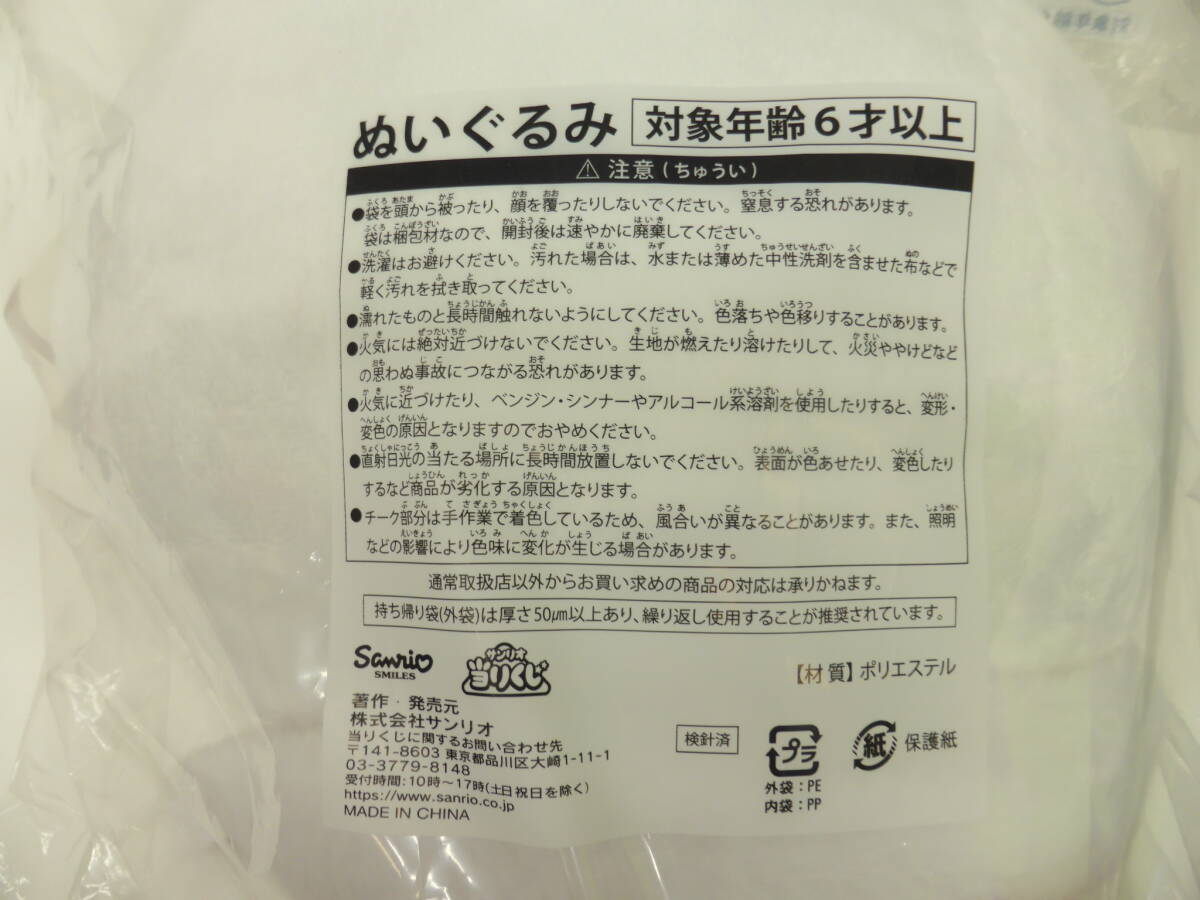 ぬいぐるみ 対象年齢6才以上
⚠ 注意(ちゅうい)
●袋を頭から被ったり、顔を覆ったりしないでください。窒息する恐れがあります。
袋は梱包材なので、開封後は速やかに廃棄してください。
●洗濯はお避けください。汚れた場合は、水または薄めた中性洗剤を含ませた布などで
軽く汚れを拭き取ってください。
●濡れたものと長時間触れないようにしてください。色落ちや色移りすることがあります。
●火気には絶対近づけないでください。生地が燃えたり溶けたりして、火災ややけどなど
の思わぬ事故につながる恐れがあります。
●火気に近づけたり、ベンジン・シンナーやアルコール系溶剤を使用したりすると、変形・
変色の原因となりますのでおやめください。
●直射日光の当たる場所に長時間放置しないでください。表面が色あせたり、変色したり
するなど商品が劣化する原因となります。
●チーク部分は手作業で着色しているため、風合いが異なることがあります。また、照明
などの影響により色味に変化が生じる場合があります。
通常取扱店以外からお買い求めの商品の対応は承りかねます。
持ち帰り袋(外袋)は厚さ50μm以上あり、繰り返し使用することが推奨されています。
Sanrio
SMILES
サンリオ
当りくじ
【材質】ポリエステル
著作・発売元
株式会社サンリオ
当りくじに関するお問い合わせ先
〒141-8603 東京都品川区大崎1-11-1
03-3779-8148
受付時間:10時〜17時(土日祝日を除く)
https://www.sanrio.co.jp
MADE IN CHINA
検針済
プラ
外袋:PE
内袋:PP
紙 保護紙